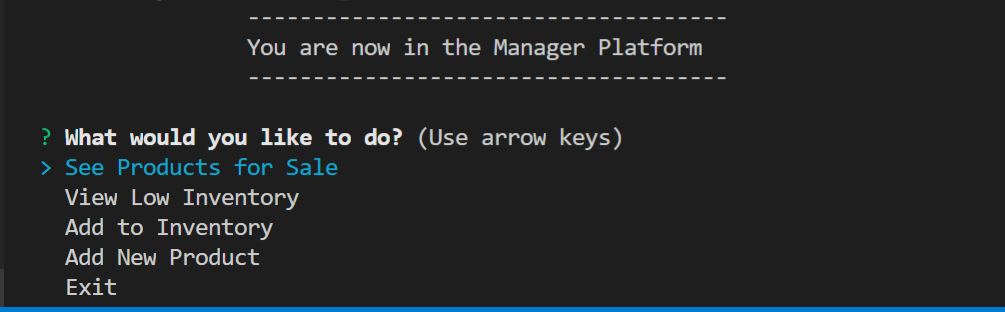 -------------------------------------
You are now in the Manager Platform
-------------------------------------
? What would you like to do? (Use arrow keys)
> See Products for Sale
View Low Inventory
Add to Inventory
Add New Product
Exit